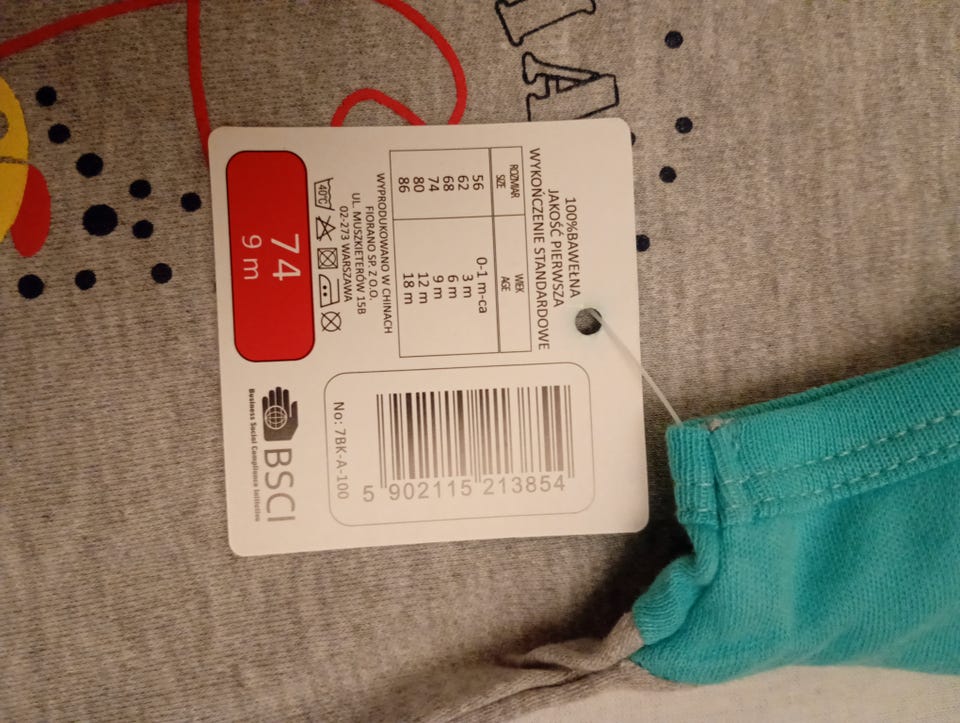 IA
100%BAWEŁNA
JAKOŚĆ PIERWSZA
WYKOŃCZENIE STANDARDOWE
ROZMIAR WIEK
SIZE AGE
56 0-1 m-ca
62 3 m
68 6 m
74 9 m
80 12 m
86 18 m
WYPRODUKOWANO W CHINACH
FIORANO SP. Z O.O.
UL. MUSZKIETERÓW 15B
02-273 WARSZAWA
40°C
74
9 m
5 902115 213854
No: 7BK-A-100
BSCI
Business Social Compliance Initiative